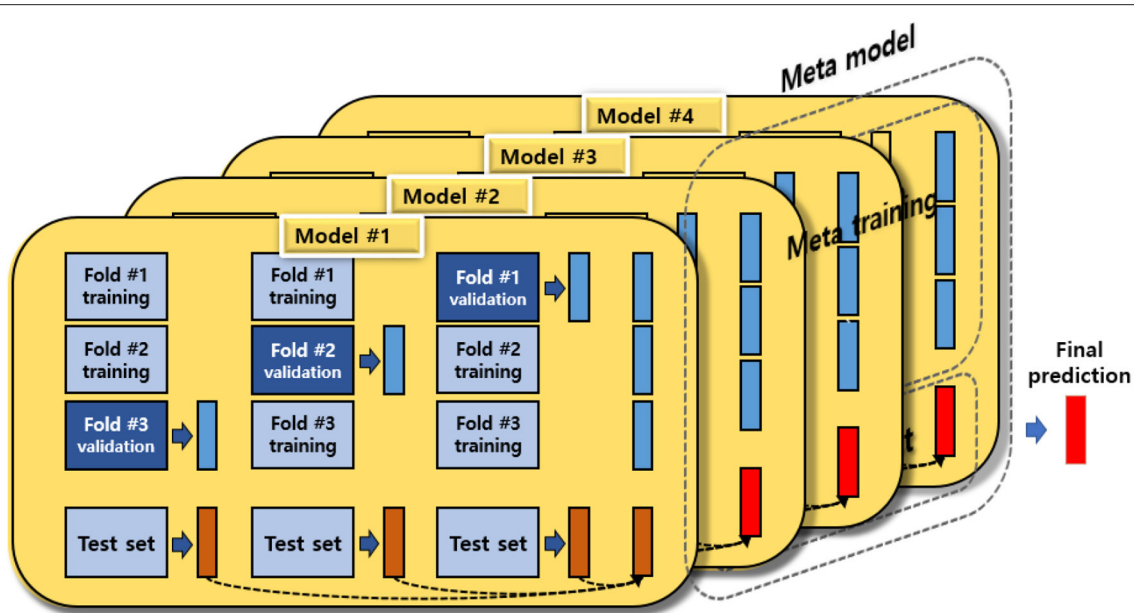 Meta model
Model #4
Model #3
Model #2
Meta training
Model #1
Fold #1
training
Fold #1
training
Fold #1
validation
Fold #2
training
Fold #2
validation
Fold #2
training
Final
prediction
Fold #3
validation
Fold #3
training
Fold #3
training
Test set
Test set
Test set